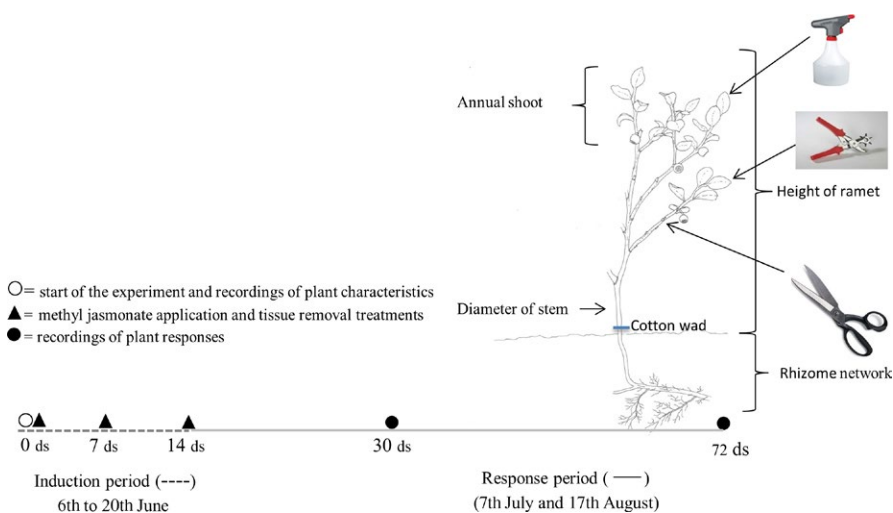 Annual shoot
Height of ramet
○= start of the experiment and recordings of plant characteristics
▲= methyl jasmonate application and tissue removal treatments
●= recordings of plant responses
Diameter of stem
Cotton wad
Rhizome network
0 ds
7 ds
14 ds
30 ds
72 ds
Induction period (----)
6th to 20th June
Response period ( — )
(7th July and 17th August)